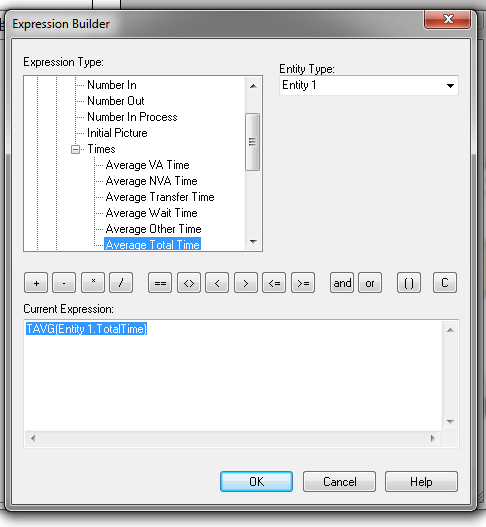 Expression Builder
Expression Type:
Entity Type:
Entity 1
Number In
Number Out
Number In Process
Initial Picture
Times
Average VA Time
Average NVA Time
Average Transfer Time
Average Wait Time
Average Other Time
Average Total Time
+ - * / == <> < > <= >= and or ( ) C
Current Expression:
TAVG(Entity 1.TotalTime)
OK Cancel Help